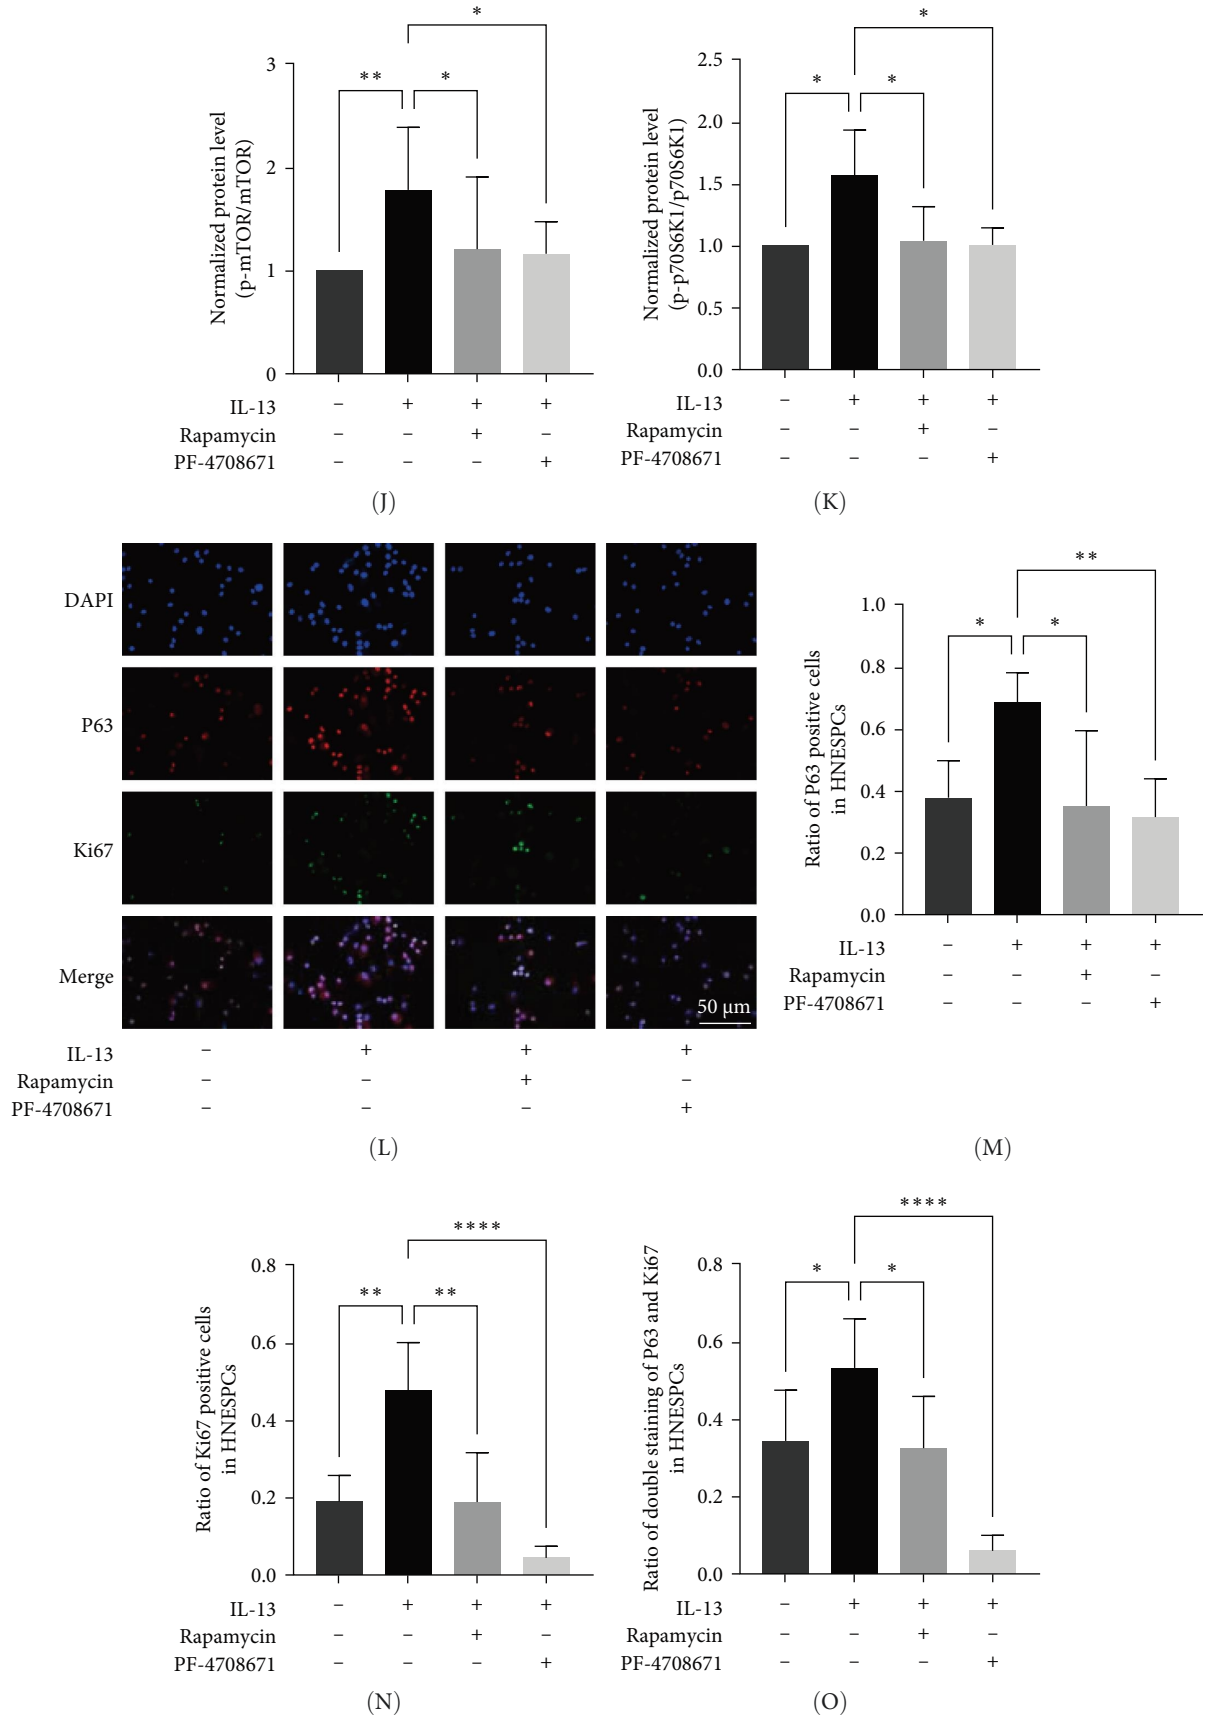 *
** *
3
2
1
0
Normalized protein level
(p-mTOR/mTOR)
IL-13 – + + +
Rapamycin – – + –
PF-4708671 – – – +
(J)
*
* *
2.5
2.0
1.5
1.0
0.5
0.0
Normalized protein level
(p-p70S6K1/p70S6K1)
IL-13 – + + +
Rapamycin – – + –
PF-4708671 – – – +
(K)
DAPI
P63
Ki67
Merge
50 μm
IL-13 – + + +
Rapamycin – – + –
PF-4708671 – – – +
(L)
**
* *
1.0
0.8
0.6
0.4
0.2
0.0
Ratio of P63 positive cells
in HNESPCs
IL-13 – + + +
Rapamycin – – + –
PF-4708671 – – – +
(M)
****
** **
0.8
0.6
0.4
0.2
0.0
Ratio of Ki67 positive cells
in HNESPCs
IL-13 – + + +
Rapamycin – – + –
PF-4708671 – – – +
(N)
****
* *
0.8
0.6
0.4
0.2
0.0
Ratio of double staining of P63 and Ki67
in HNESPCs
IL-13 – + + +
Rapamycin – – + –
PF-4708671 – – – +
(O)